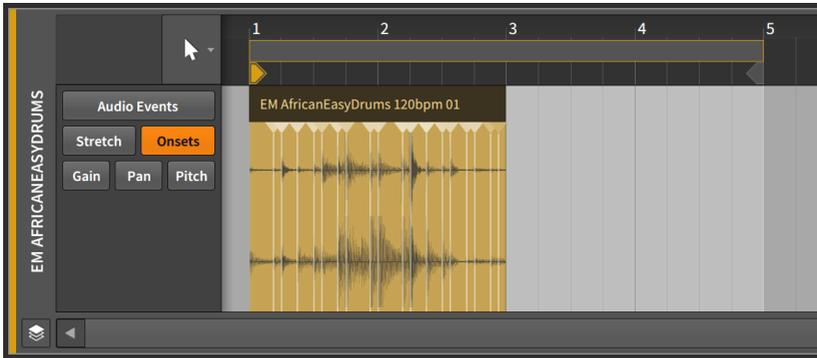 1 2 3 4 5
EM AFRICANEASYDRUMS
Audio Events
Stretch Onsets
Gain Pan Pitch
EM AfricanEasyDrums 120bpm 01